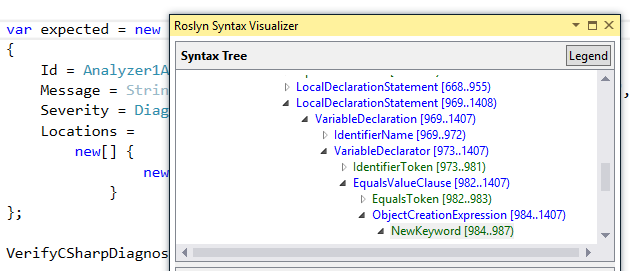 var expected = new
{
Id = Analyzer1A
Message = Strin
Severity = Diag
Locations =
new[] {
new
}
};
VerifyCSharpDiagnos
Roslyn Syntax Visualizer
Syntax Tree
Legend
LocalDeclarationStatement [668..955)
LocalDeclarationStatement [969..1408)
VariableDeclaration [969..1407)
IdentifierName [969..972)
VariableDeclarator [973..1407)
IdentifierToken [973..981)
EqualsValueClause [982..1407)
EqualsToken [982..983)
ObjectCreationExpression [984..1407)
NewKeyword [984..987)
,